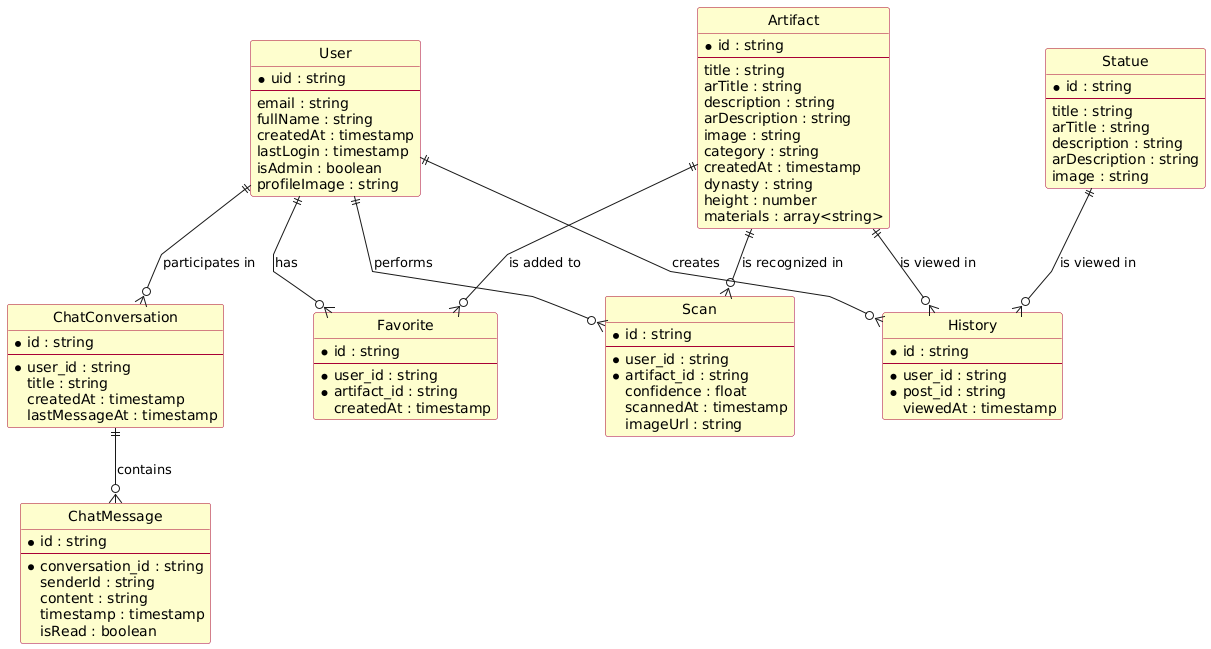 User
* uid : string
email : string
fullName : string
createdAt : timestamp
lastLogin : timestamp
isAdmin : boolean
profileImage : string
Artifact
* id : string
title : string
arTitle : string
description : string
arDescription : string
image : string
category : string
createdAt : timestamp
dynasty : string
height : number
materials : array<string>
Statue
* id : string
title : string
arTitle : string
description : string
arDescription : string
image : string
participates in
has
performs
is added to
creates
is recognized in
is viewed in
is viewed in
ChatConversation
* id : string
* user_id : string
title : string
createdAt : timestamp
lastMessageAt : timestamp
Favorite
* id : string
* user_id : string
* artifact_id : string
createdAt : timestamp
Scan
* id : string
* user_id : string
* artifact_id : string
confidence : float
scannedAt : timestamp
imageUrl : string
History
* id : string
* user_id : string
* post_id : string
viewedAt : timestamp
contains
ChatMessage
* id : string
* conversation_id : string
senderId : string
content : string
timestamp : timestamp
isRead : boolean